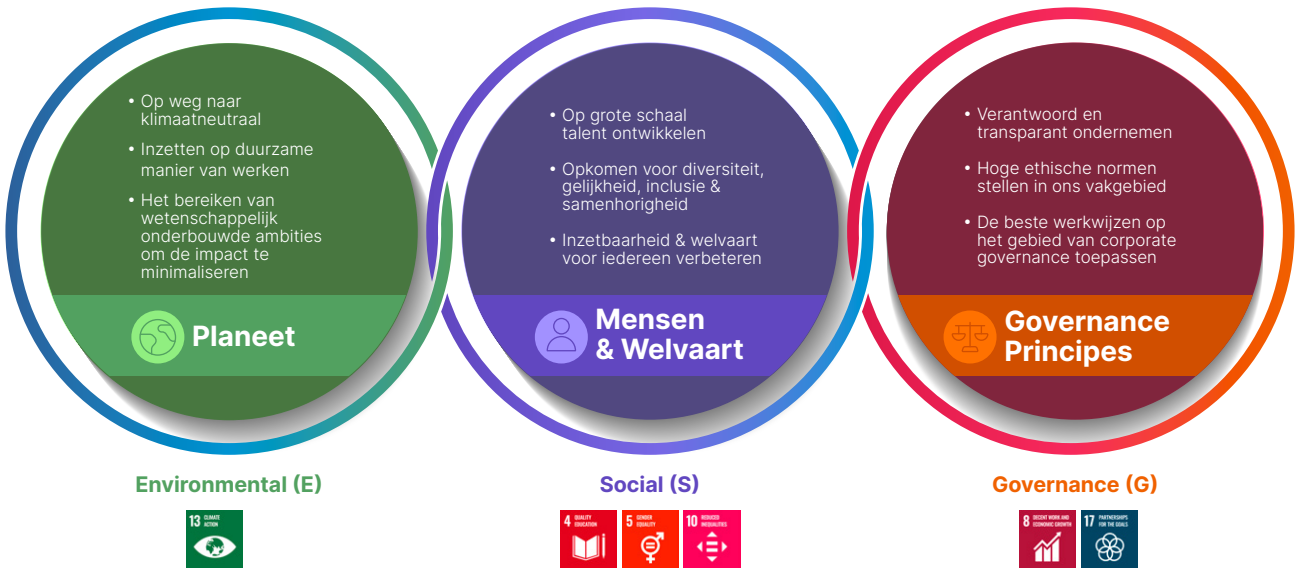 • Op weg naar
klimaatneutraal
• Inzetten op duurzame
manier van werken
• Het bereiken van
wetenschappelijk
onderbouwde ambities
om de impact te
minimaliseren
Planeet
Environmental (E)
13 CLIMATE
ACTION
• Op grote schaal
talent ontwikkelen
• Opkomen voor diversiteit,
gelijkheid, inclusie &
samenhorigheid
• Inzetbaarheid & welvaart
voor iedereen verbeteren
Mensen
& Welvaart
Social (S)
4 QUALITY
EDUCATION
5 GENDER
EQUALITY
10 REDUCED
INEQUALITIES
• Verantwoord en
transparant ondernemen
• Hoge ethische normen
stellen in ons vakgebied
• De beste werkwijzen op
het gebied van corporate
governance toepassen
Governance
Principes
Governance (G)
8 DECENT WORK AND
ECONOMIC GROWTH
17 PARTNERSHIPS
FOR THE GOALS